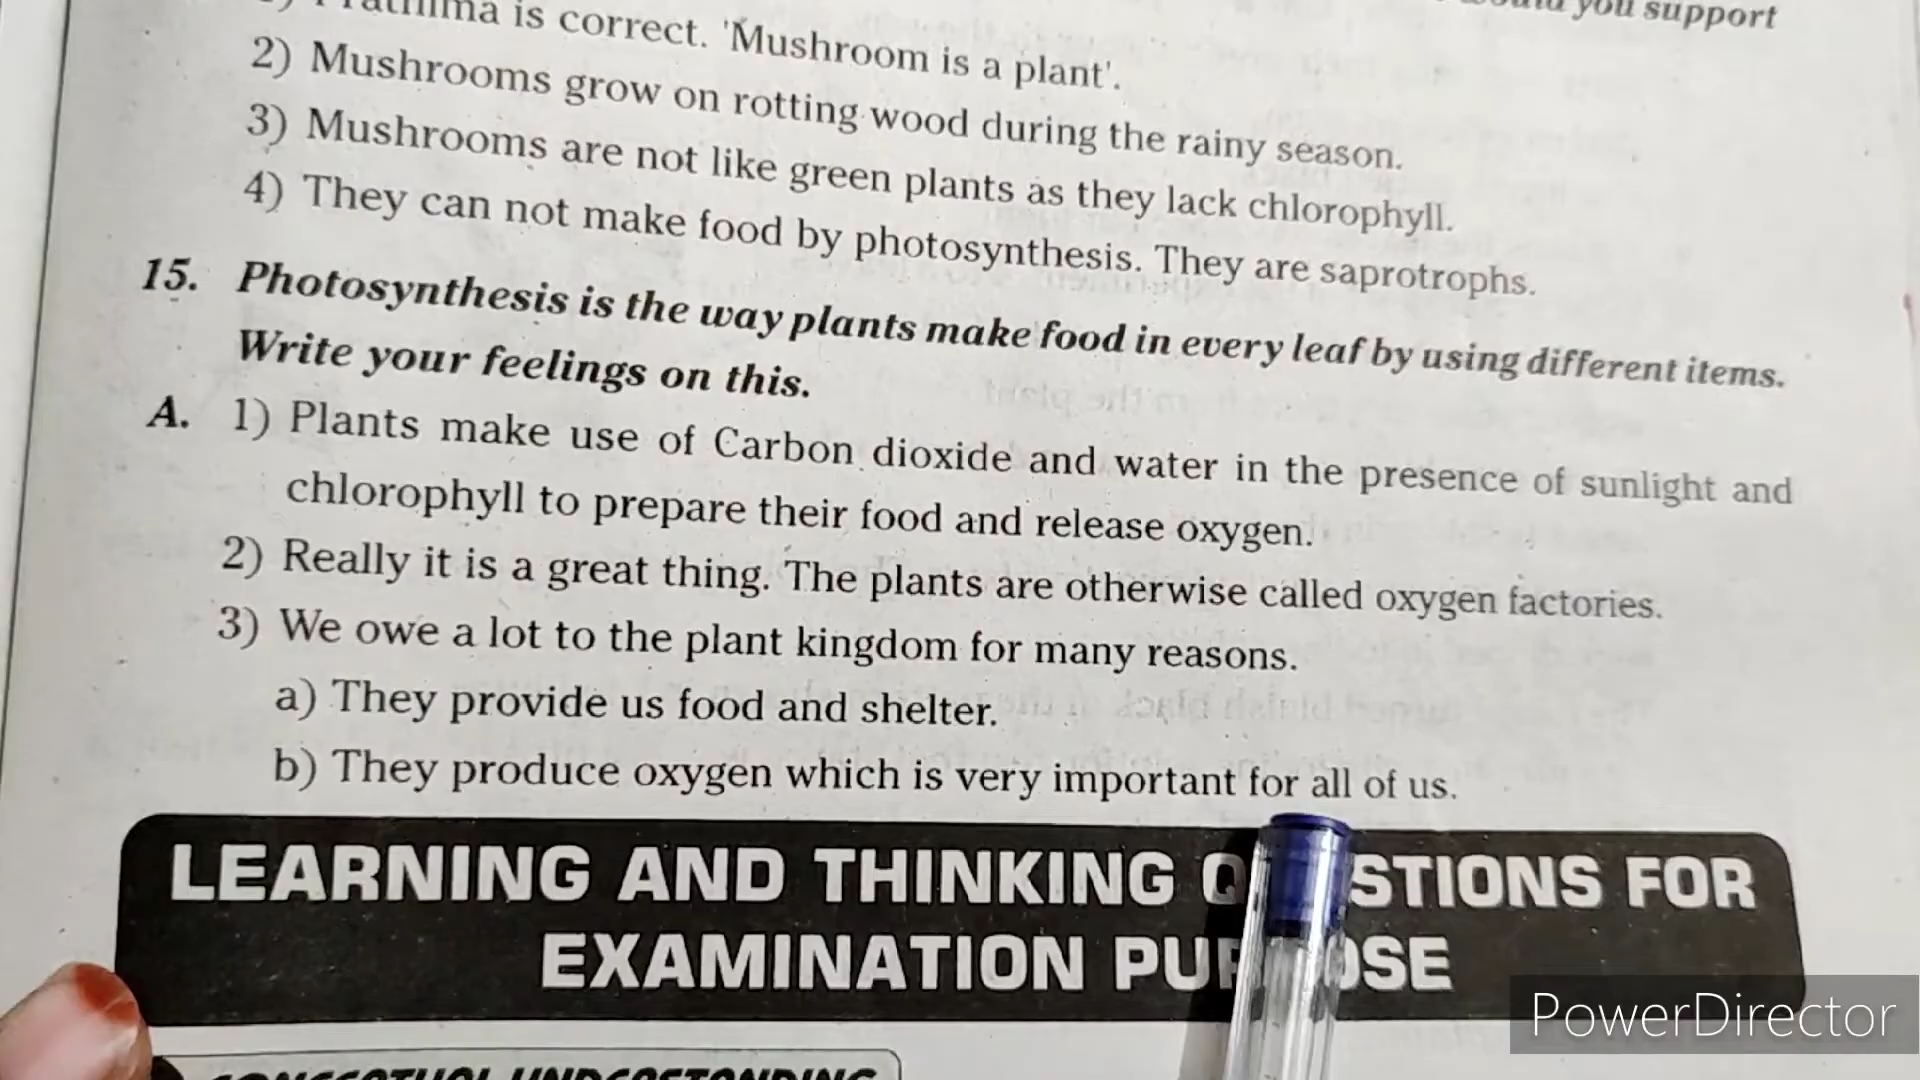 is correct. 'Mushroom is a plant'.
you support
2) Mushrooms grow on rotting wood during the rainy season.
3) Mushrooms are not like green plants as they lack chlorophyll.
4) They can not make food by photosynthesis. They are saprotrophs.
15. Photosynthesis is the way plants make food in every leaf by using different items.
Write your feelings on this.
A. 1) Plants make use of Carbon dioxide and water in the presence of sunlight and
chlorophyll to prepare their food and release oxygen.
2) Really it is a great thing. The plants are otherwise called oxygen factories.
3) We owe a lot to the plant kingdom for many reasons.
a) They provide us food and shelter.
b) They produce oxygen which is very important for all of us.
LEARNING AND THINKING FOR
EXAMINATION
PowerDirector